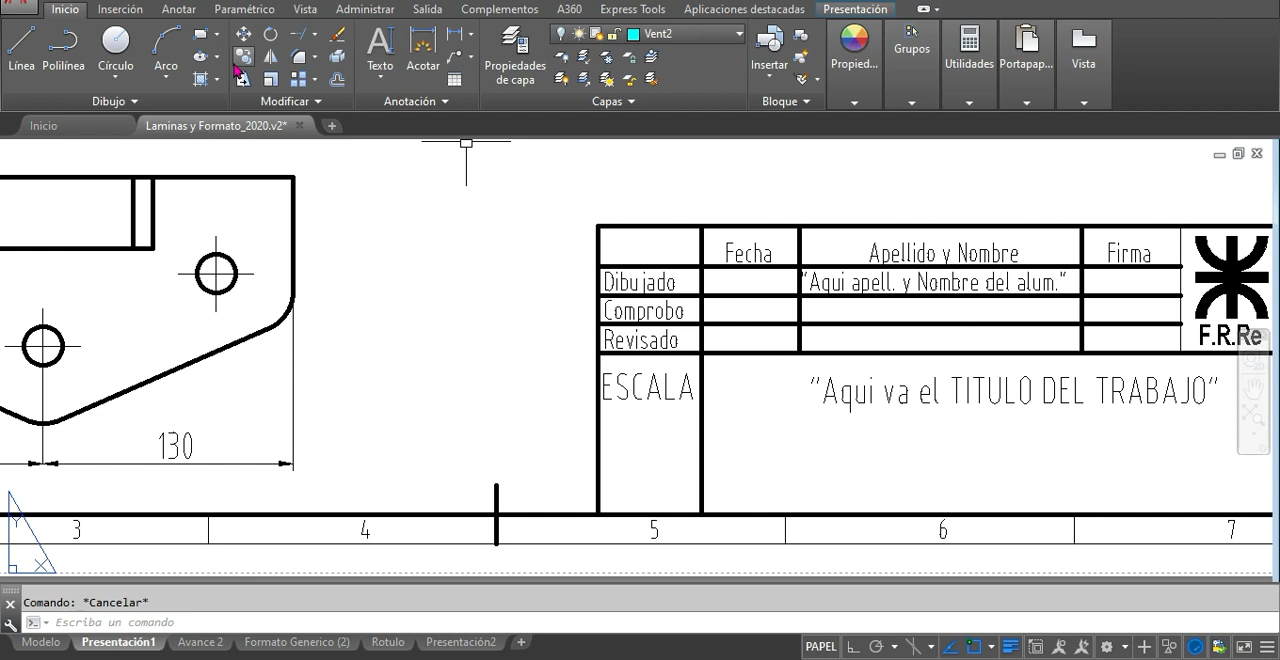 Inicio Inserción Anotar Paramétrico Vista Administrar Salida Complementos A360 Express Tools Aplicaciones destacadas Presentación
Línea Polilínea Círculo Arco Texto Acotar Propiedades de capa Vent2 Insertar Propied... Grupos Utilidades Portapap... Vista
Dibujo Modificar Anotación Capas Bloque
Inicio Laminas y Formato_2020.v2*
Fecha Apellido y Nombre Firma
Dibujado "Aqui apell. y Nombre del alum."
Comprobo
Revisado F.R.Re
ESCALA "Aqui va el TITULO DEL TRABAJO"
130
3 4 5 6 7
Y
X
Comando: *Cancelar*
Escriba un comando
Modelo Presentación1 Avance 2 Formato Generico (2) Rotulo Presentación2 PAPEL